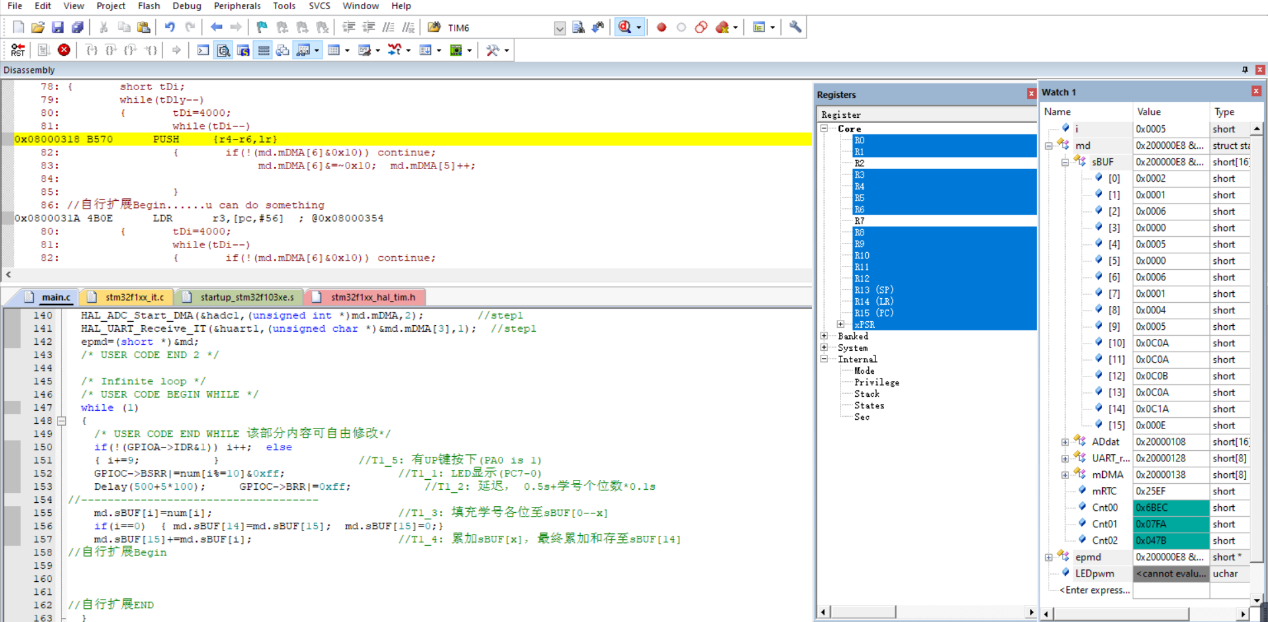 File Edit View Project Flash Debug Peripherals Tools SVCS Window Help
TIM6
Disassembly
78: { short tDi;
79: while(tDly--)
80: { tDi=4000;
81: while(tDi--)
0x08000318 B570 PUSH {r4-r6,lr}
82: { if(!(md.mDMA[6]&0x10)) continue;
83: md.mDMA[6]&=~0x10; md.mDMA[5]++;
84:
85: }
86: //自行扩展Begin......u can do something
0x0800031A 4B0E LDR r3,[pc,#56] ; @0x08000354
80: { tDi=4000;
81: while(tDi--)
82: { if(!(md.mDMA[6]&0x10)) continue;
main.c stm32f1xx_it.c startup_stm32f103xe.s stm32f1xx_hal_tim.h
140 HAL_ADC_Start_DMA(&hadc1,(unsigned int *)md.mDMA,2); //step1
141 HAL_UART_Receive_IT(&huart1,(unsigned char *)&md.mDMA[3],1); //step1
142 epmd=(short *)&md;
143 /* USER CODE END 2 */
144
145 /* Infinite loop */
146 /* USER CODE BEGIN WHILE */
147 while (1)
148 {
149 /* USER CODE END WHILE 该部分内容可自由修改*/
150 if(!(GPIOA->IDR&1)) i++; else
151 { i+=9; } //T1_5: 有UP键按下(PA0 is 1)
152 GPIOC->BSRR|=num[i%=10]&0xff; //T1_1: LED显示(PC7-0)
153 Delay(500+5*100); GPIOC->BRR|=0xff; //T1_2: 延迟, 0.5s+学号个位数*0.1s
154 //-----------------------------------
155 md.sBUF[i]=num[i]; //T1_3: 填充学号各位至sBUF[0--x]
156 if(i==0) { md.sBUF[14]=md.sBUF[15]; md.sBUF[15]=0;}
157 md.sBUF[15]+=md.sBUF[i]; //T1_4: 累加sBUF[x], 最终累加和存至sBUF[14]
158 //自行扩展Begin
159
160
161
162 //自行扩展END
163 }
Registers
Register
Core
R0
R1
R2
R3
R4
R5
R6
R7
R8
R9
R10
R11
R12
R13 (SP)
R14 (LR)
R15 (PC)
xPSR
Banked
System
Internal
Mode
Privilege
Stack
States
Sec
Watch 1
Name Value Type
i 0x0005 short
md 0x200000E8 &... struct sta
sBUF 0x200000E8 &... short[16]
[0] 0x0002 short
[1] 0x0001 short
[2] 0x0006 short
[3] 0x0000 short
[4] 0x0005 short
[5] 0x0000 short
[6] 0x0006 short
[7] 0x0001 short
[8] 0x0004 short
[9] 0x0005 short
[10] 0x0C0A short
[11] 0x0C0A short
[12] 0x0C0B short
[13] 0x0C0A short
[14] 0x0C1A short
[15] 0x000E short
ADdat 0x20000108 short[16]
UART_r... 0x20000128 short[8]
mDMA 0x20000138 short[8]
mRTC 0x25EF short
Cnt00 0x6BEC short
Cnt01 0x07FA short
Cnt02 0x047B short
epmd 0x200000E8 &... short *
LEDpwm <cannot evalu... uchar
<Enter express...